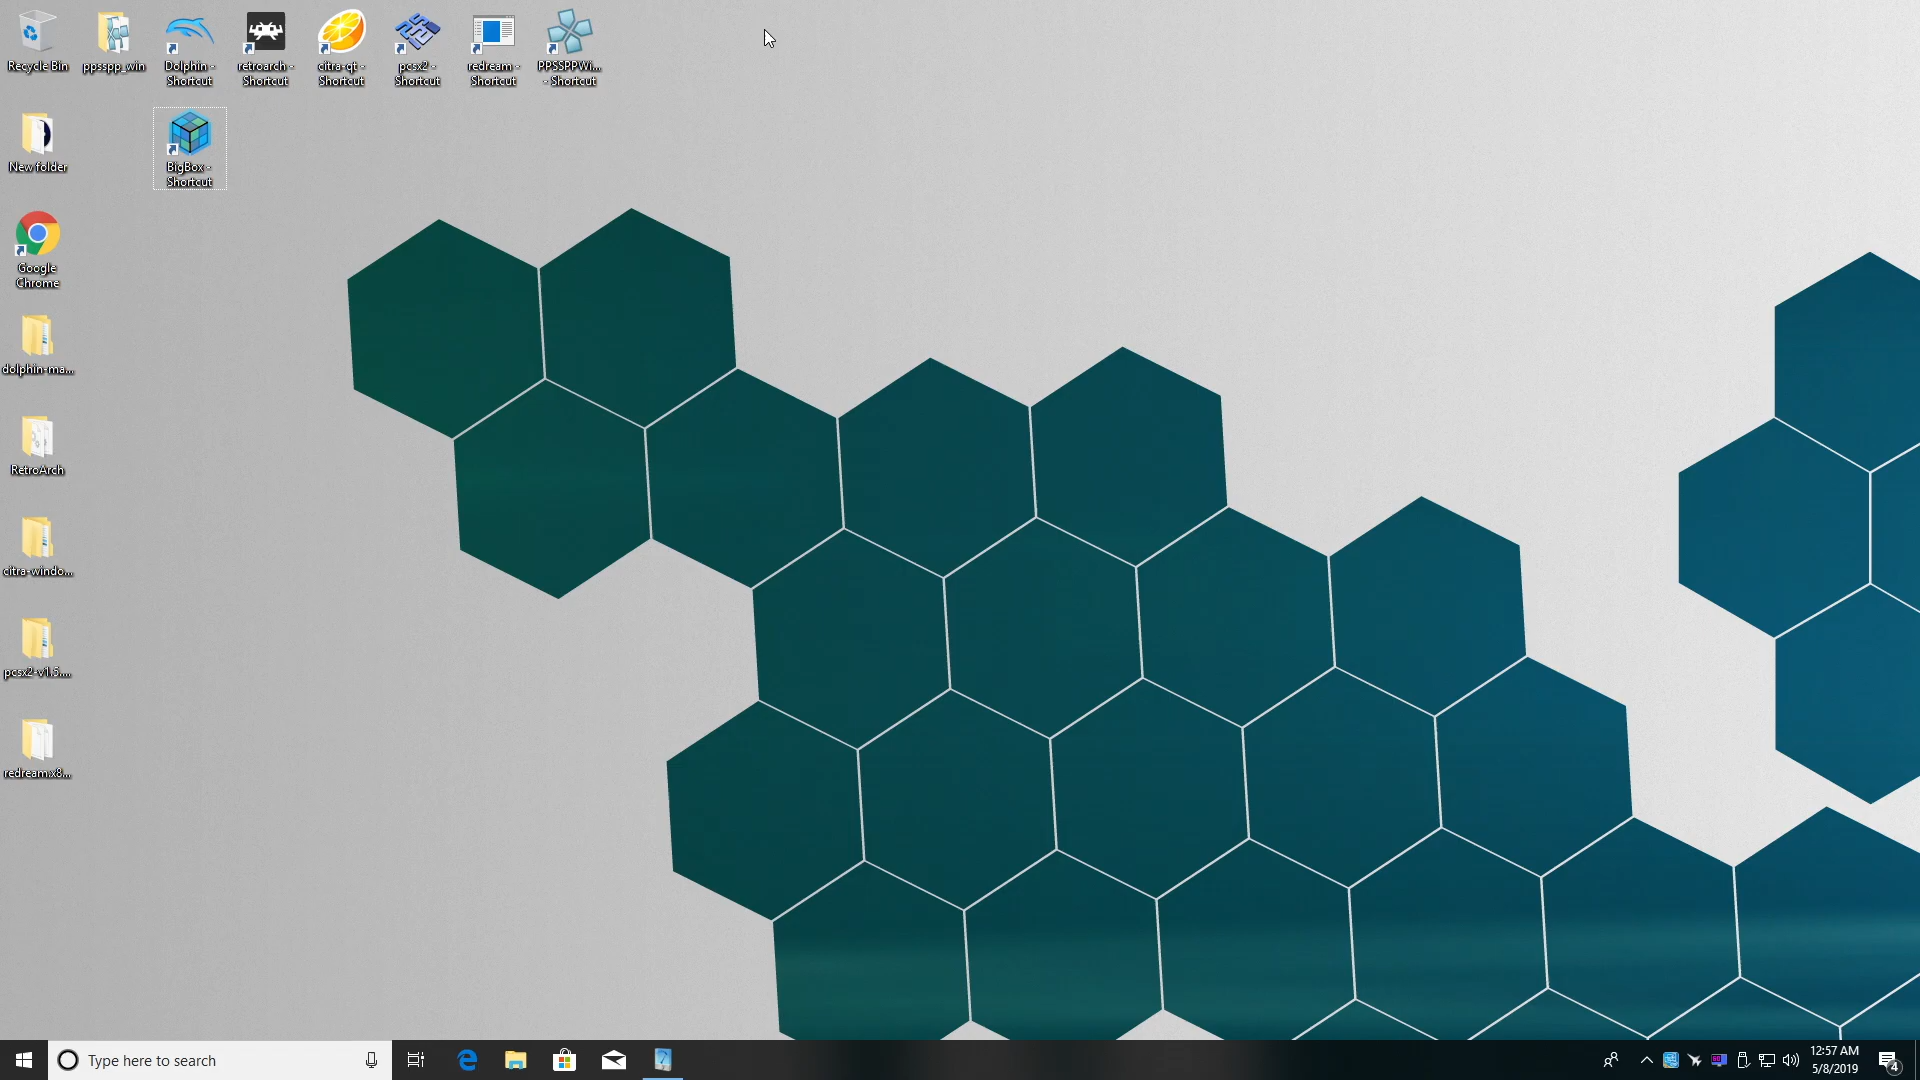 Recycle Bin
ppsspp_win
Dolphin -
Shortcut
retroarch -
Shortcut
citra-qt -
Shortcut
pcsx2 -
Shortcut
redream -
Shortcut
PPSSPPWi...
- Shortcut
New folder
BigBox -
Shortcut
Google
Chrome
dolphin-ma...
RetroArch
citra-windo...
pcsx2-v1.5....
redream.x8...
Type here to search
12:57 AM
5/8/2019
4